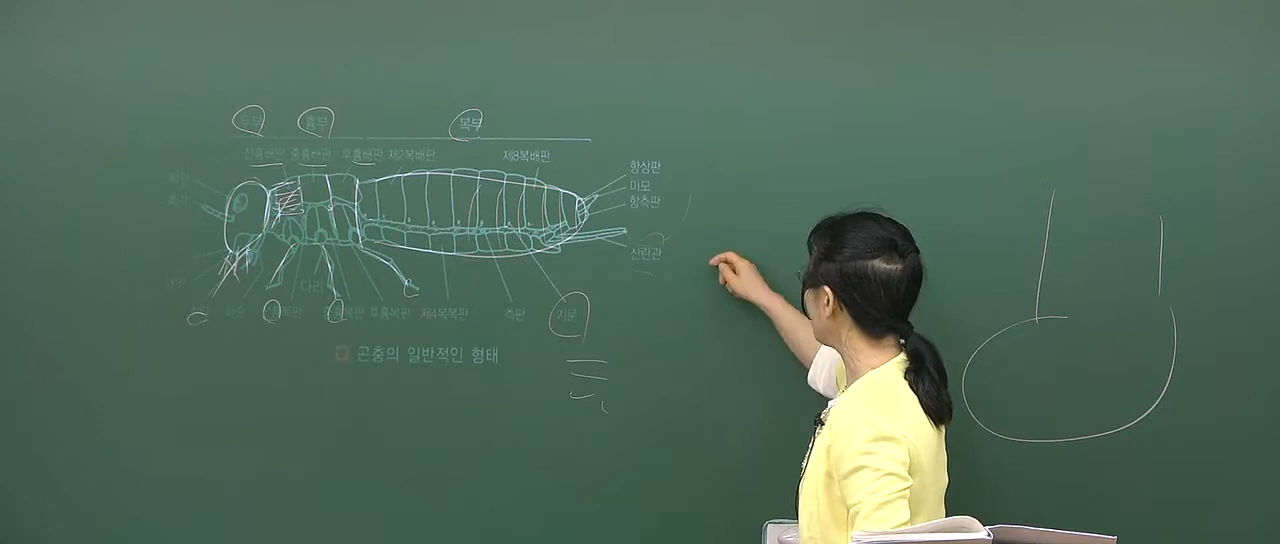 두부 흉부 복부
전흉배판 중흉배판 후흉배판 제2복배판 제8복배판
항상판
미모
항측판
산란관
다리
후흉복판 제4복복판 측판 기문
곤충의 일반적인 형태